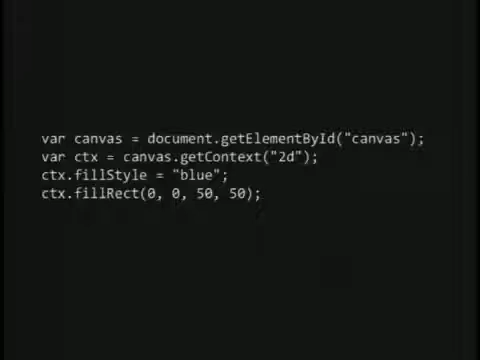 var canvas = document.getElementById("canvas");
var ctx = canvas.getContext("2d");
ctx.fillStyle = "blue";
ctx.fillRect(0, 0, 50, 50);